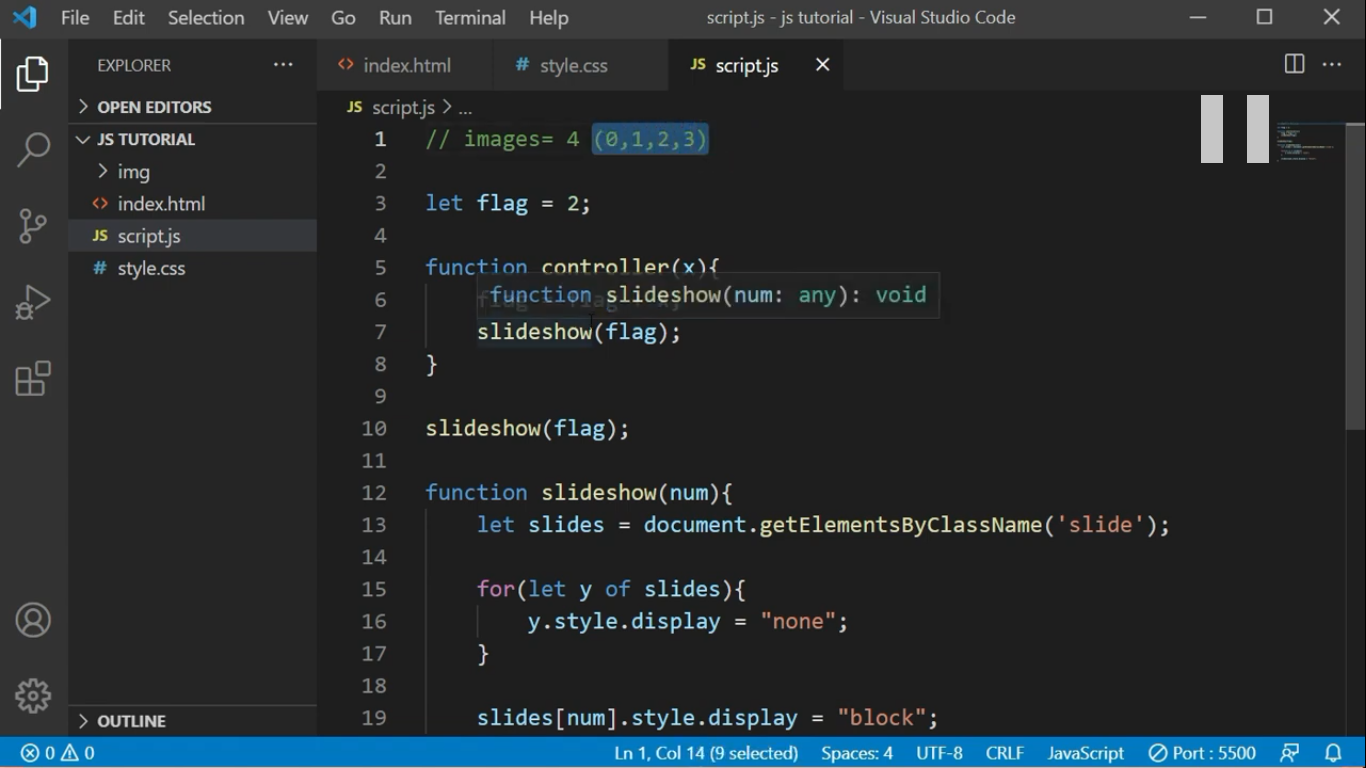 File Edit Selection View Go Run Terminal Help script.js - js tutorial - Visual Studio Code
EXPLORER ...
index.html # style.css JS script.js
OPEN EDITORS
JS TUTORIAL
img
index.html
JS script.js
# style.css
OUTLINE
JS script.js > ...
1 // images= 4 (0,1,2,3)
2
3 let flag = 2;
4
5 function controller(x){
function slideshow(num: any): void
6
7 slideshow(flag);
8 }
9
10 slideshow(flag);
11
12 function slideshow(num){
13 let slides = document.getElementsByClassName('slide');
14
15 for(let y of slides){
16 y.style.display = "none";
17 }
18
19 slides[num].style.display = "block";
0 0 Ln 1, Col 14 (9 selected) Spaces: 4 UTF-8 CRLF JavaScript Port : 5500